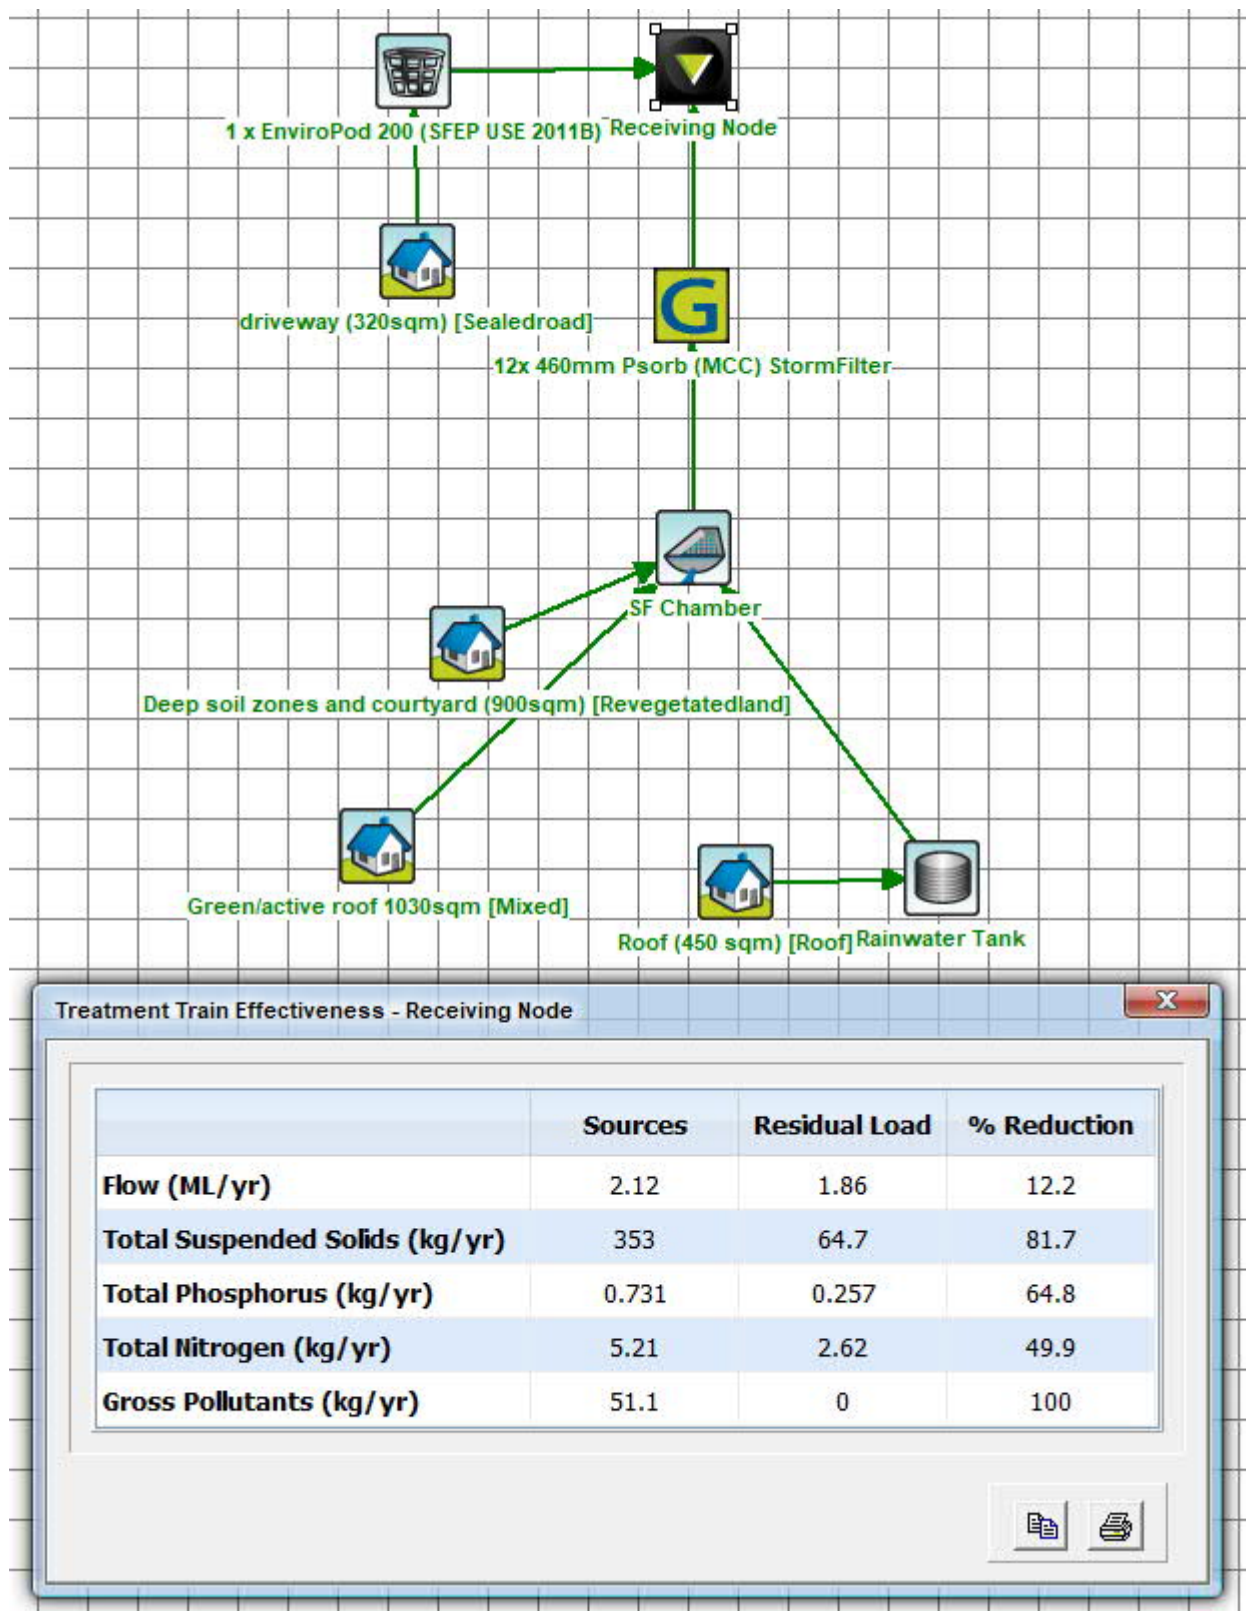 1 x EnviroPod 200 (SFEP USE 2011B)
Receiving Node
driveway (320sqm) [Sealedroad]
G
12x 460mm Psorb (MCC) StormFilter
SF Chamber
Deep soil zones and courtyard (900sqm) [Revegetatedland]
Green/active roof 1030sqm [Mixed]
Roof (450 sqm) [Roof]
Rainwater Tank
Treatment Train Effectiveness - Receiving Node
Sources Residual Load % Reduction
Flow (ML/yr) 2.12 1.86 12.2
Total Suspended Solids (kg/yr) 353 64.7 81.7
Total Phosphorus (kg/yr) 0.731 0.257 64.8
Total Nitrogen (kg/yr) 5.21 2.62 49.9
Gross Pollutants (kg/yr) 51.1 0 100